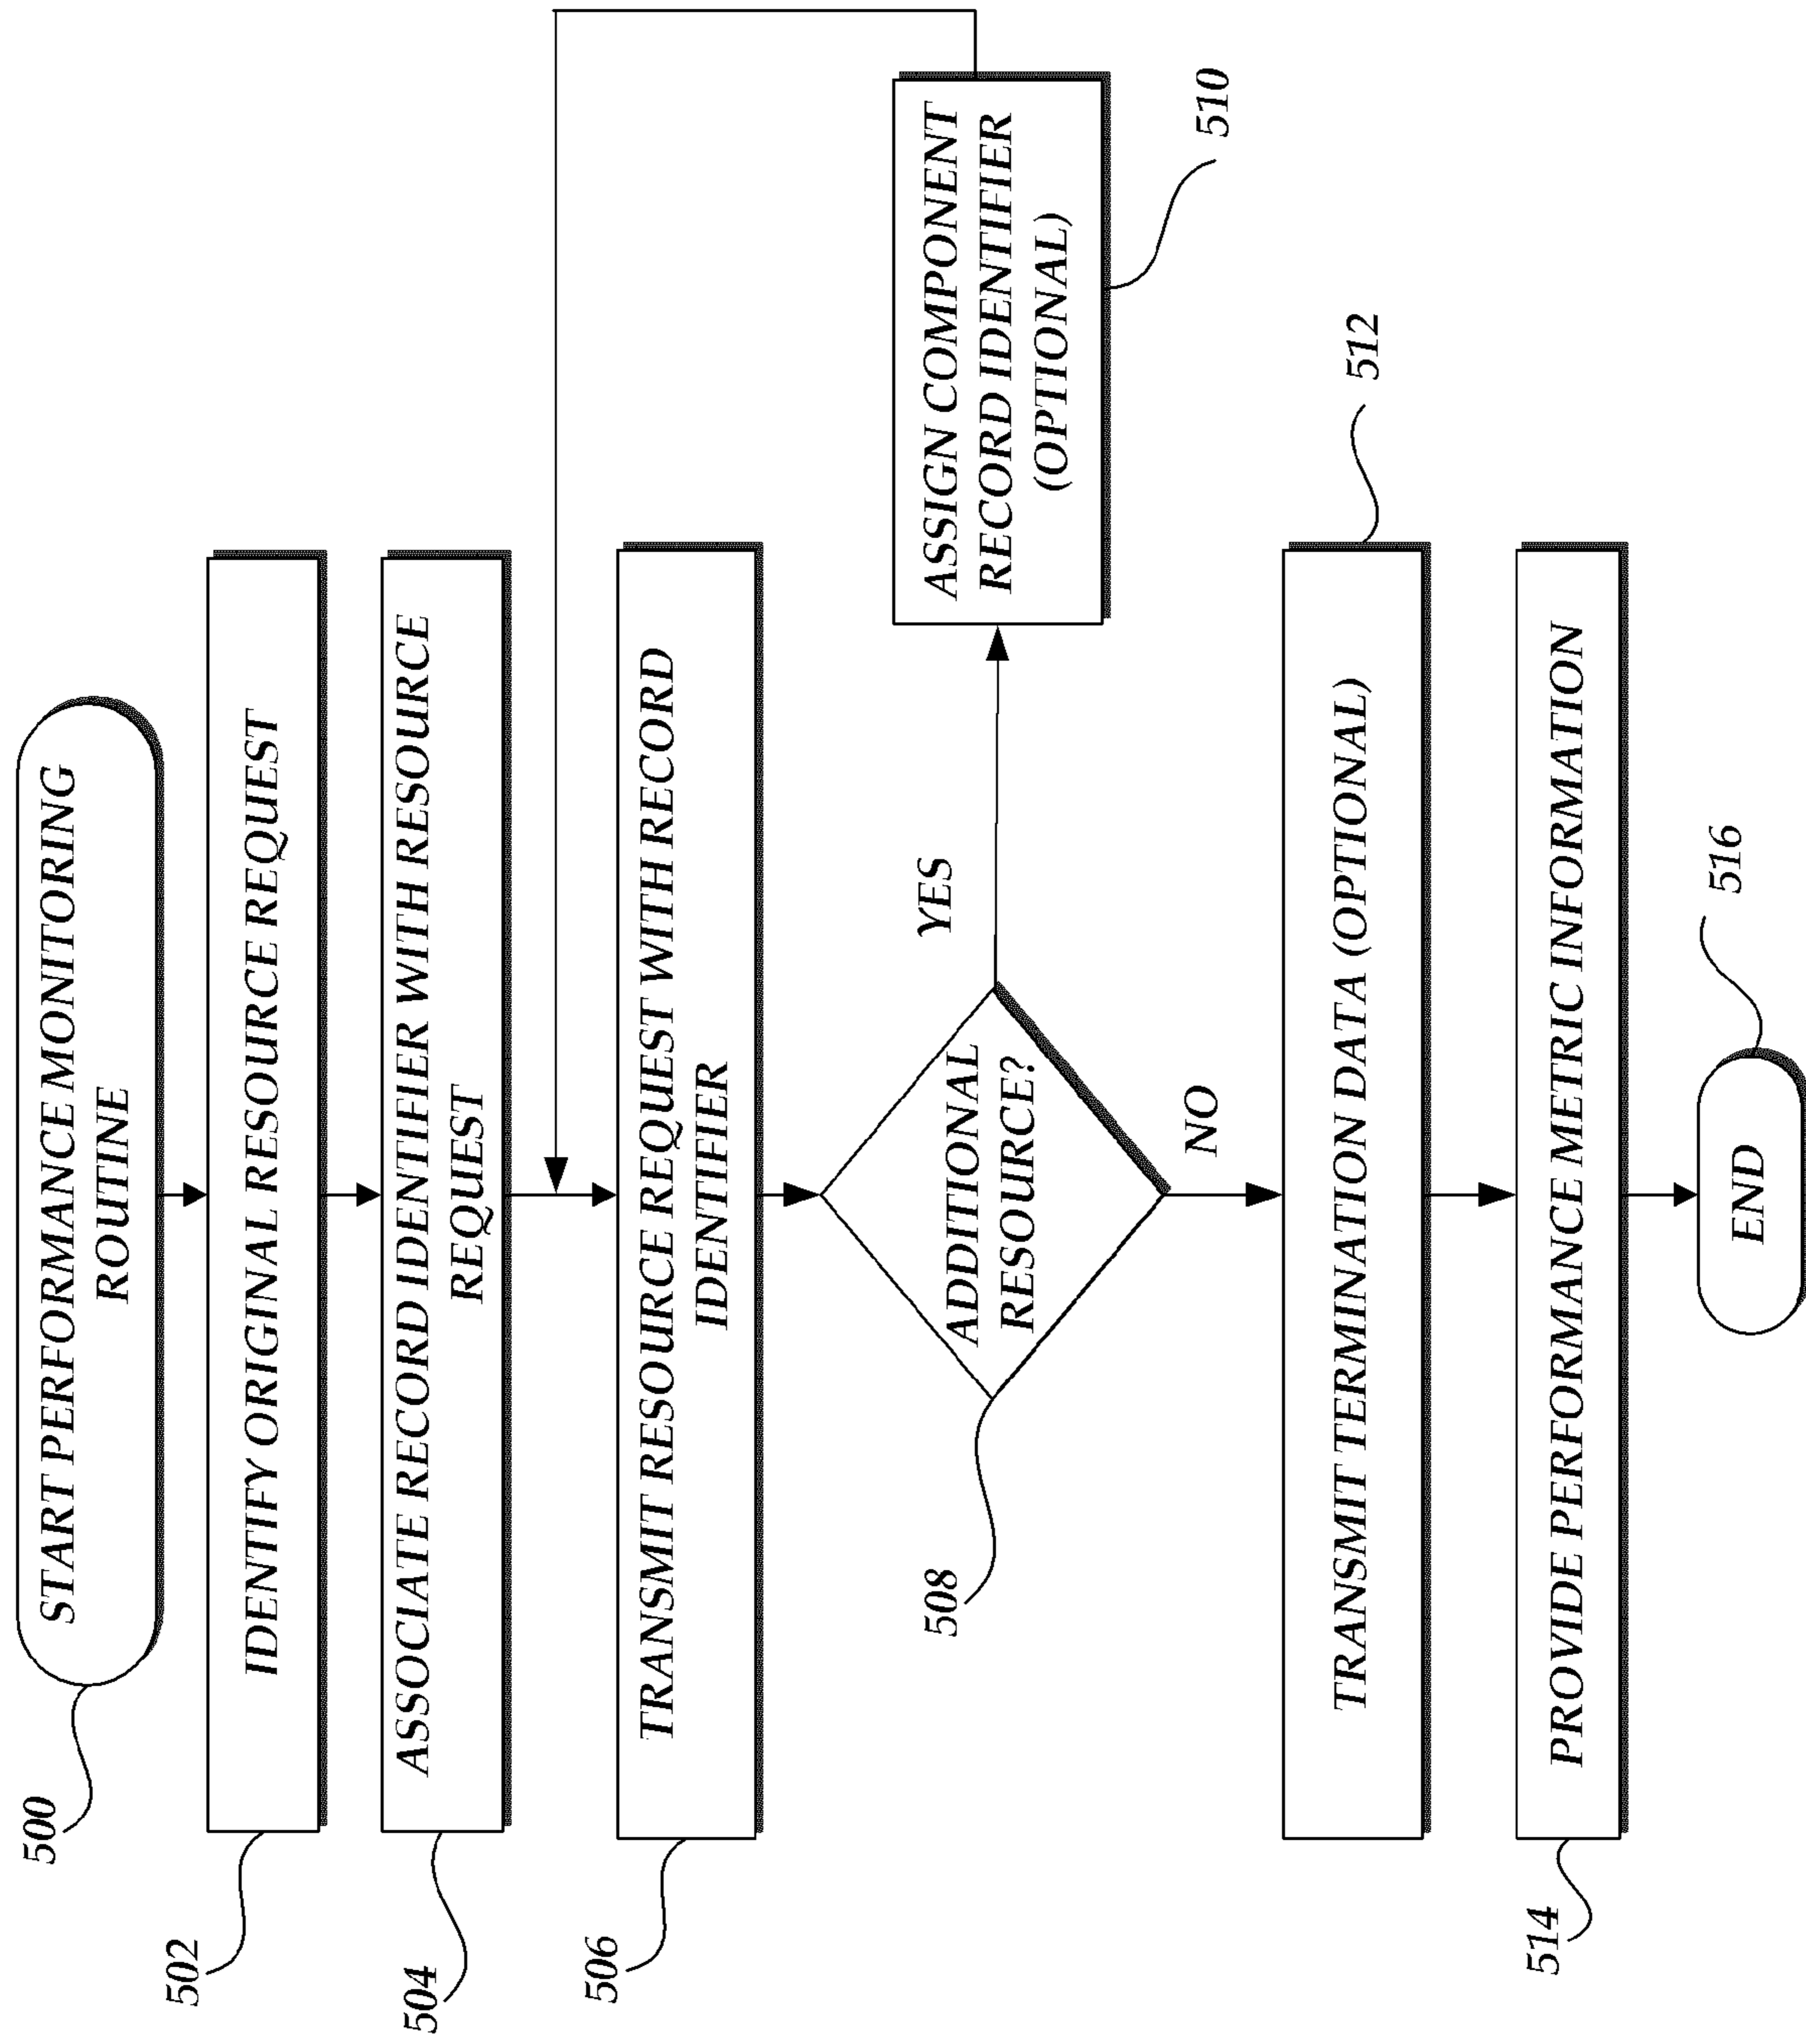 500
START PERFORMANCE MONITORING
ROUTINE
502
IDENTIFY ORIGINAL RESOURCE REQUEST
504
ASSOCIATE RECORD IDENTIFIER WITH RESOURCE
REQUEST
506
TRANSMIT RESOURCE REQUEST WITH RECORD
IDENTIFIER
508
ADDITIONAL
RESOURCE?
YES
ASSIGN COMPONENT
RECORD IDENTIFIER
(OPTIONAL)
510
NO
TRANSMIT TERMINATION DATA (OPTIONAL)
512
514
PROVIDE PERFORMANCE METRIC INFORMATION
END
516